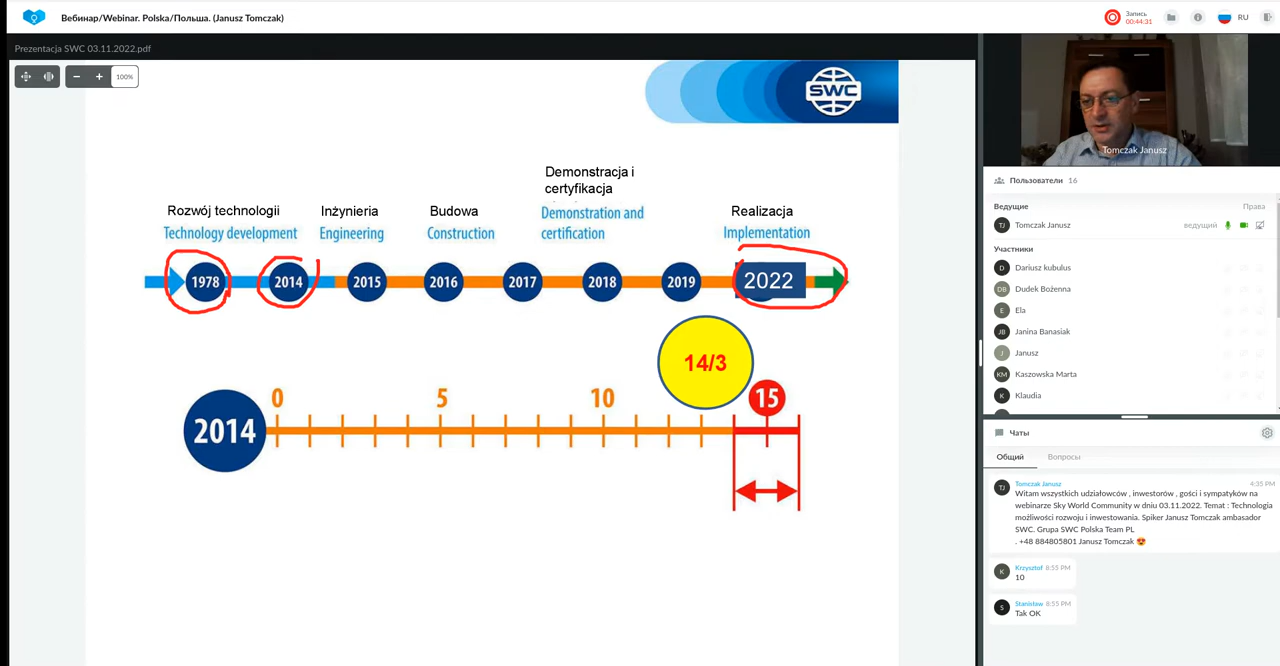 Вебинар/Webinar. Polska/Польша. (Janusz Tomczak)
Запись
00:44:31
RU
Prezentacja SWC 03.11.2022.pdf
100%
SWC
Tomczak Janusz
Demonstracja i
certyfikacja
Rozwój technologii
Inżynieria
Budowa
Realizacja
Technology development
Engineering
Construction
Demonstration and
certification
Implementation
1978
2014
2015
2016
2017
2018
2019
2022
14/3
2014
0
5
10
15
Пользователи 16
Ведущие
Права
TJ
Tomczak Janusz
ведущий
Участники
D
Dariusz kubulus
DB
Dudek Bożenna
E
Ela
JB
Janina Banasiak
J
Janusz
KM
Kaszowska Marta
K
Klaudia
Чаты
Общий
Вопросы
TJ
Tomczak Janusz
4:35 PM
Witam wszystkich udziałowców , inwestorów , gości i sympatyków na
webinarze Sky World Community w dniu 03.11.2022. Temat : Technologia
możliwości rozwoju i inwestowania. Spiker Janusz Tomczak ambasador
SWC. Grupa SWC Polska Team PL
. +48 884805801 Janusz Tomczak 😍
K
Krzysztof 8:55 PM
10
S
Stanisław 8:55 PM
Tak OK